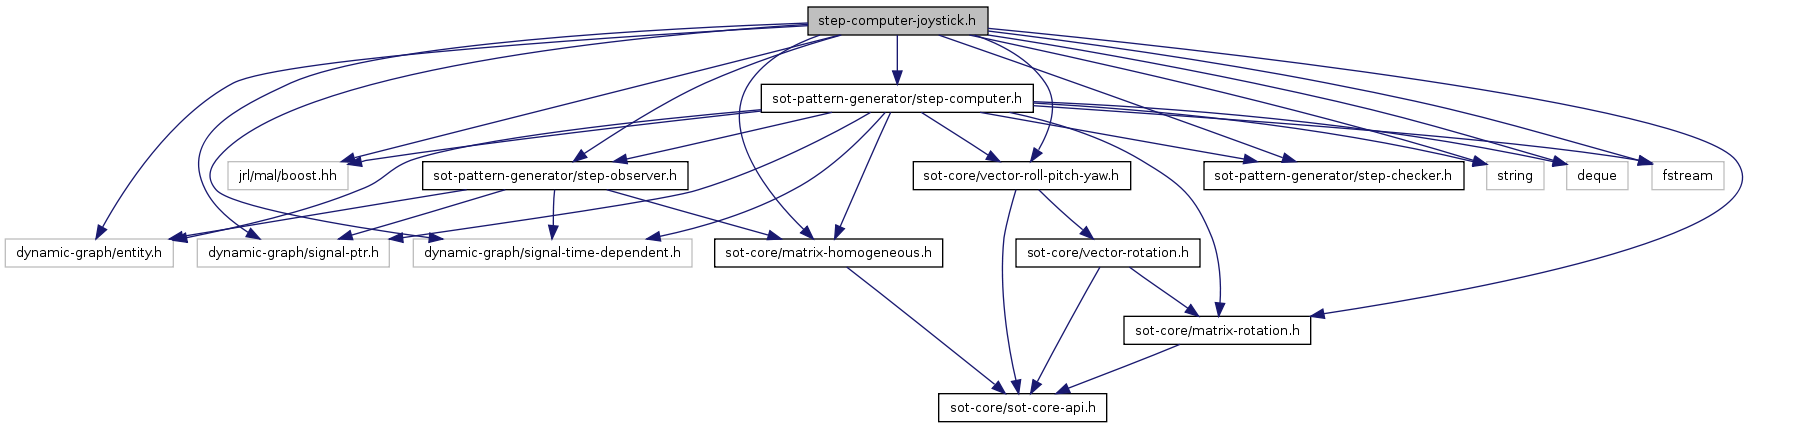 step-computer-joystick.h
sot-pattern-generator/step-computer.h
jrl/mal/boost.hh
sot-pattern-generator/step-observer.h
sot-core/vector-roll-pitch-yaw.h
sot-pattern-generator/step-checker.h
string
deque
fstream
dynamic-graph/entity.h
dynamic-graph/signal-ptr.h
dynamic-graph/signal-time-dependent.h
sot-core/matrix-homogeneous.h
sot-core/vector-rotation.h
sot-core/matrix-rotation.h
sot-core/sot-core-api.h